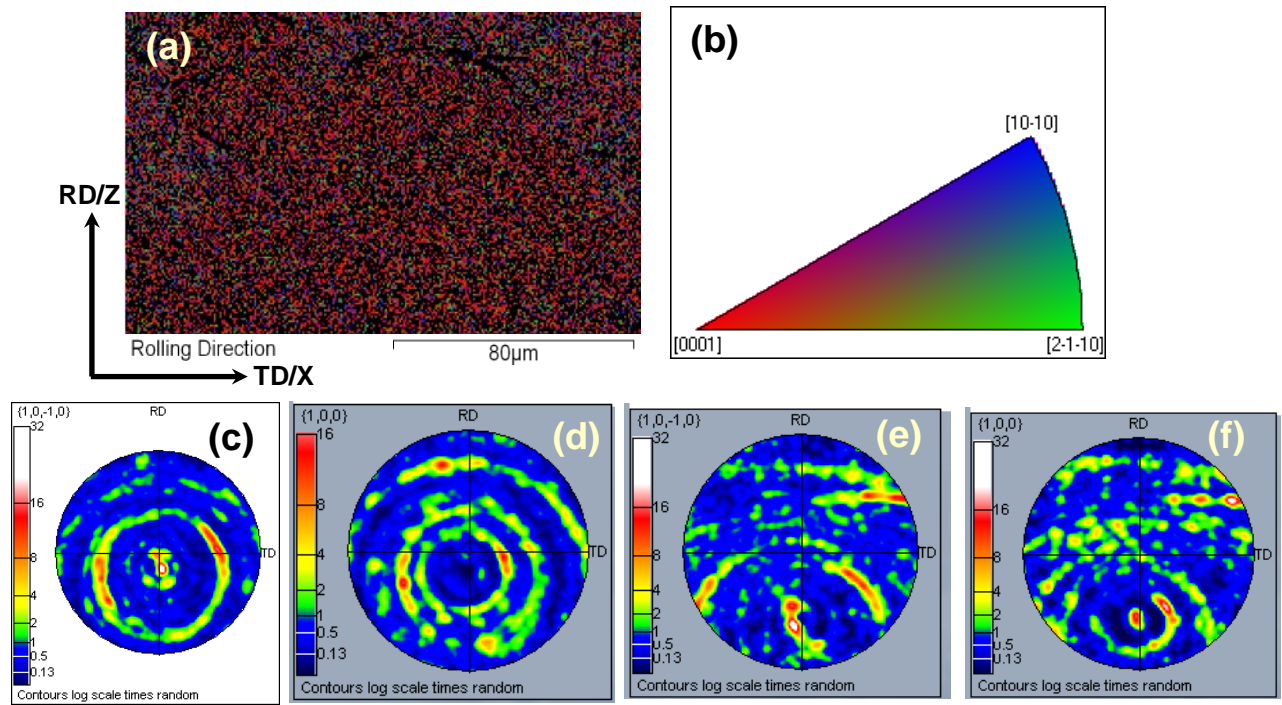 (a)
RD/Z
Rolling Direction
80µm
TD/X
(b)
[10-10]
[0001]
[2-1-10]
{1,0,-1,0}
RD
(c)
32
16
8
4
2
1
0.5
0.13
TD
Contours log scale times random
{1,0,0}
RD
(d)
16
8
4
2
1
0.5
0.13
TD
Contours log scale times random
{1,0,-1,0}
RD
(e)
32
16
8
4
2
1
0.5
0.13
TD
Contours log scale times random
{1,0,0}
RD
(f)
32
16
8
4
2
1
0.5
0.13
TD
Contours log scale times random